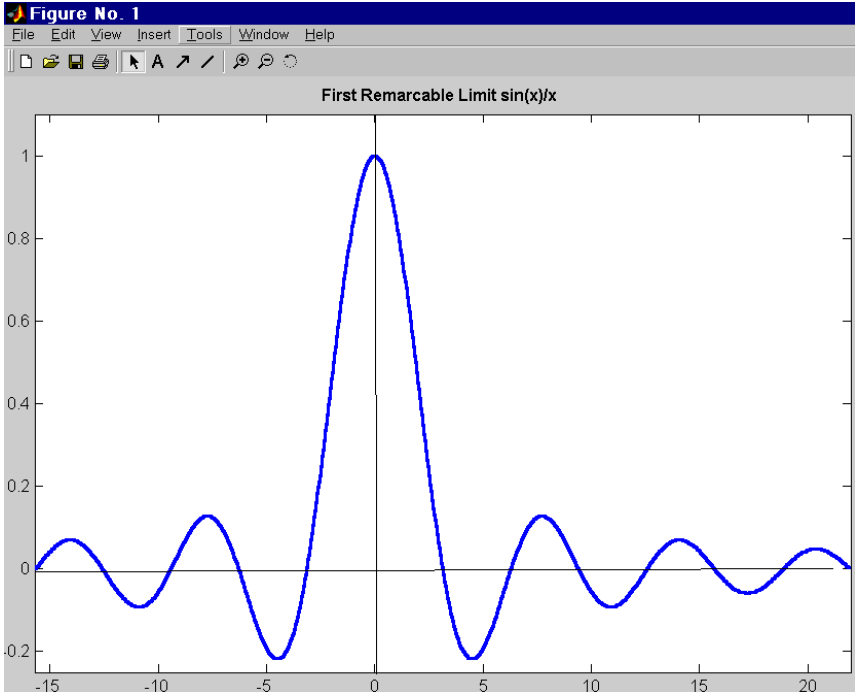 Figure No. 1
File Edit View Insert Tools Window Help
A
First Remarcable Limit sin(x)/x
1
0.8
0.6
0.4
0.2
0
-0.2
-15 -10 -5 0 5 10 15 20